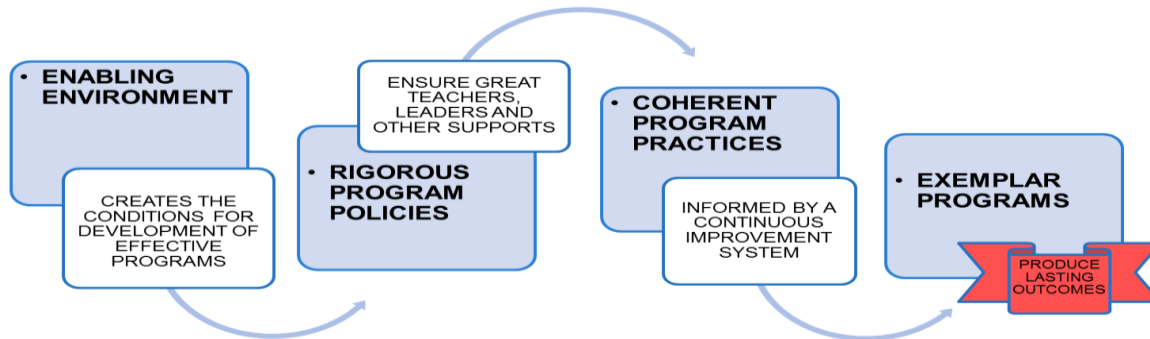 • ENABLING
ENVIRONMENT
CREATES THE
CONDITIONS FOR
DEVELOPMENT OF
EFFECTIVE
PROGRAMS
ENSURE GREAT
TEACHERS,
LEADERS AND
OTHER SUPPORTS
• RIGOROUS
PROGRAM
POLICIES
• COHERENT
PROGRAM
PRACTICES
INFORMED BY A
CONTINUOUS
IMPROVEMENT
SYSTEM
• EXEMPLAR
PROGRAMS
PRODUCE
LASTING
OUTCOMES